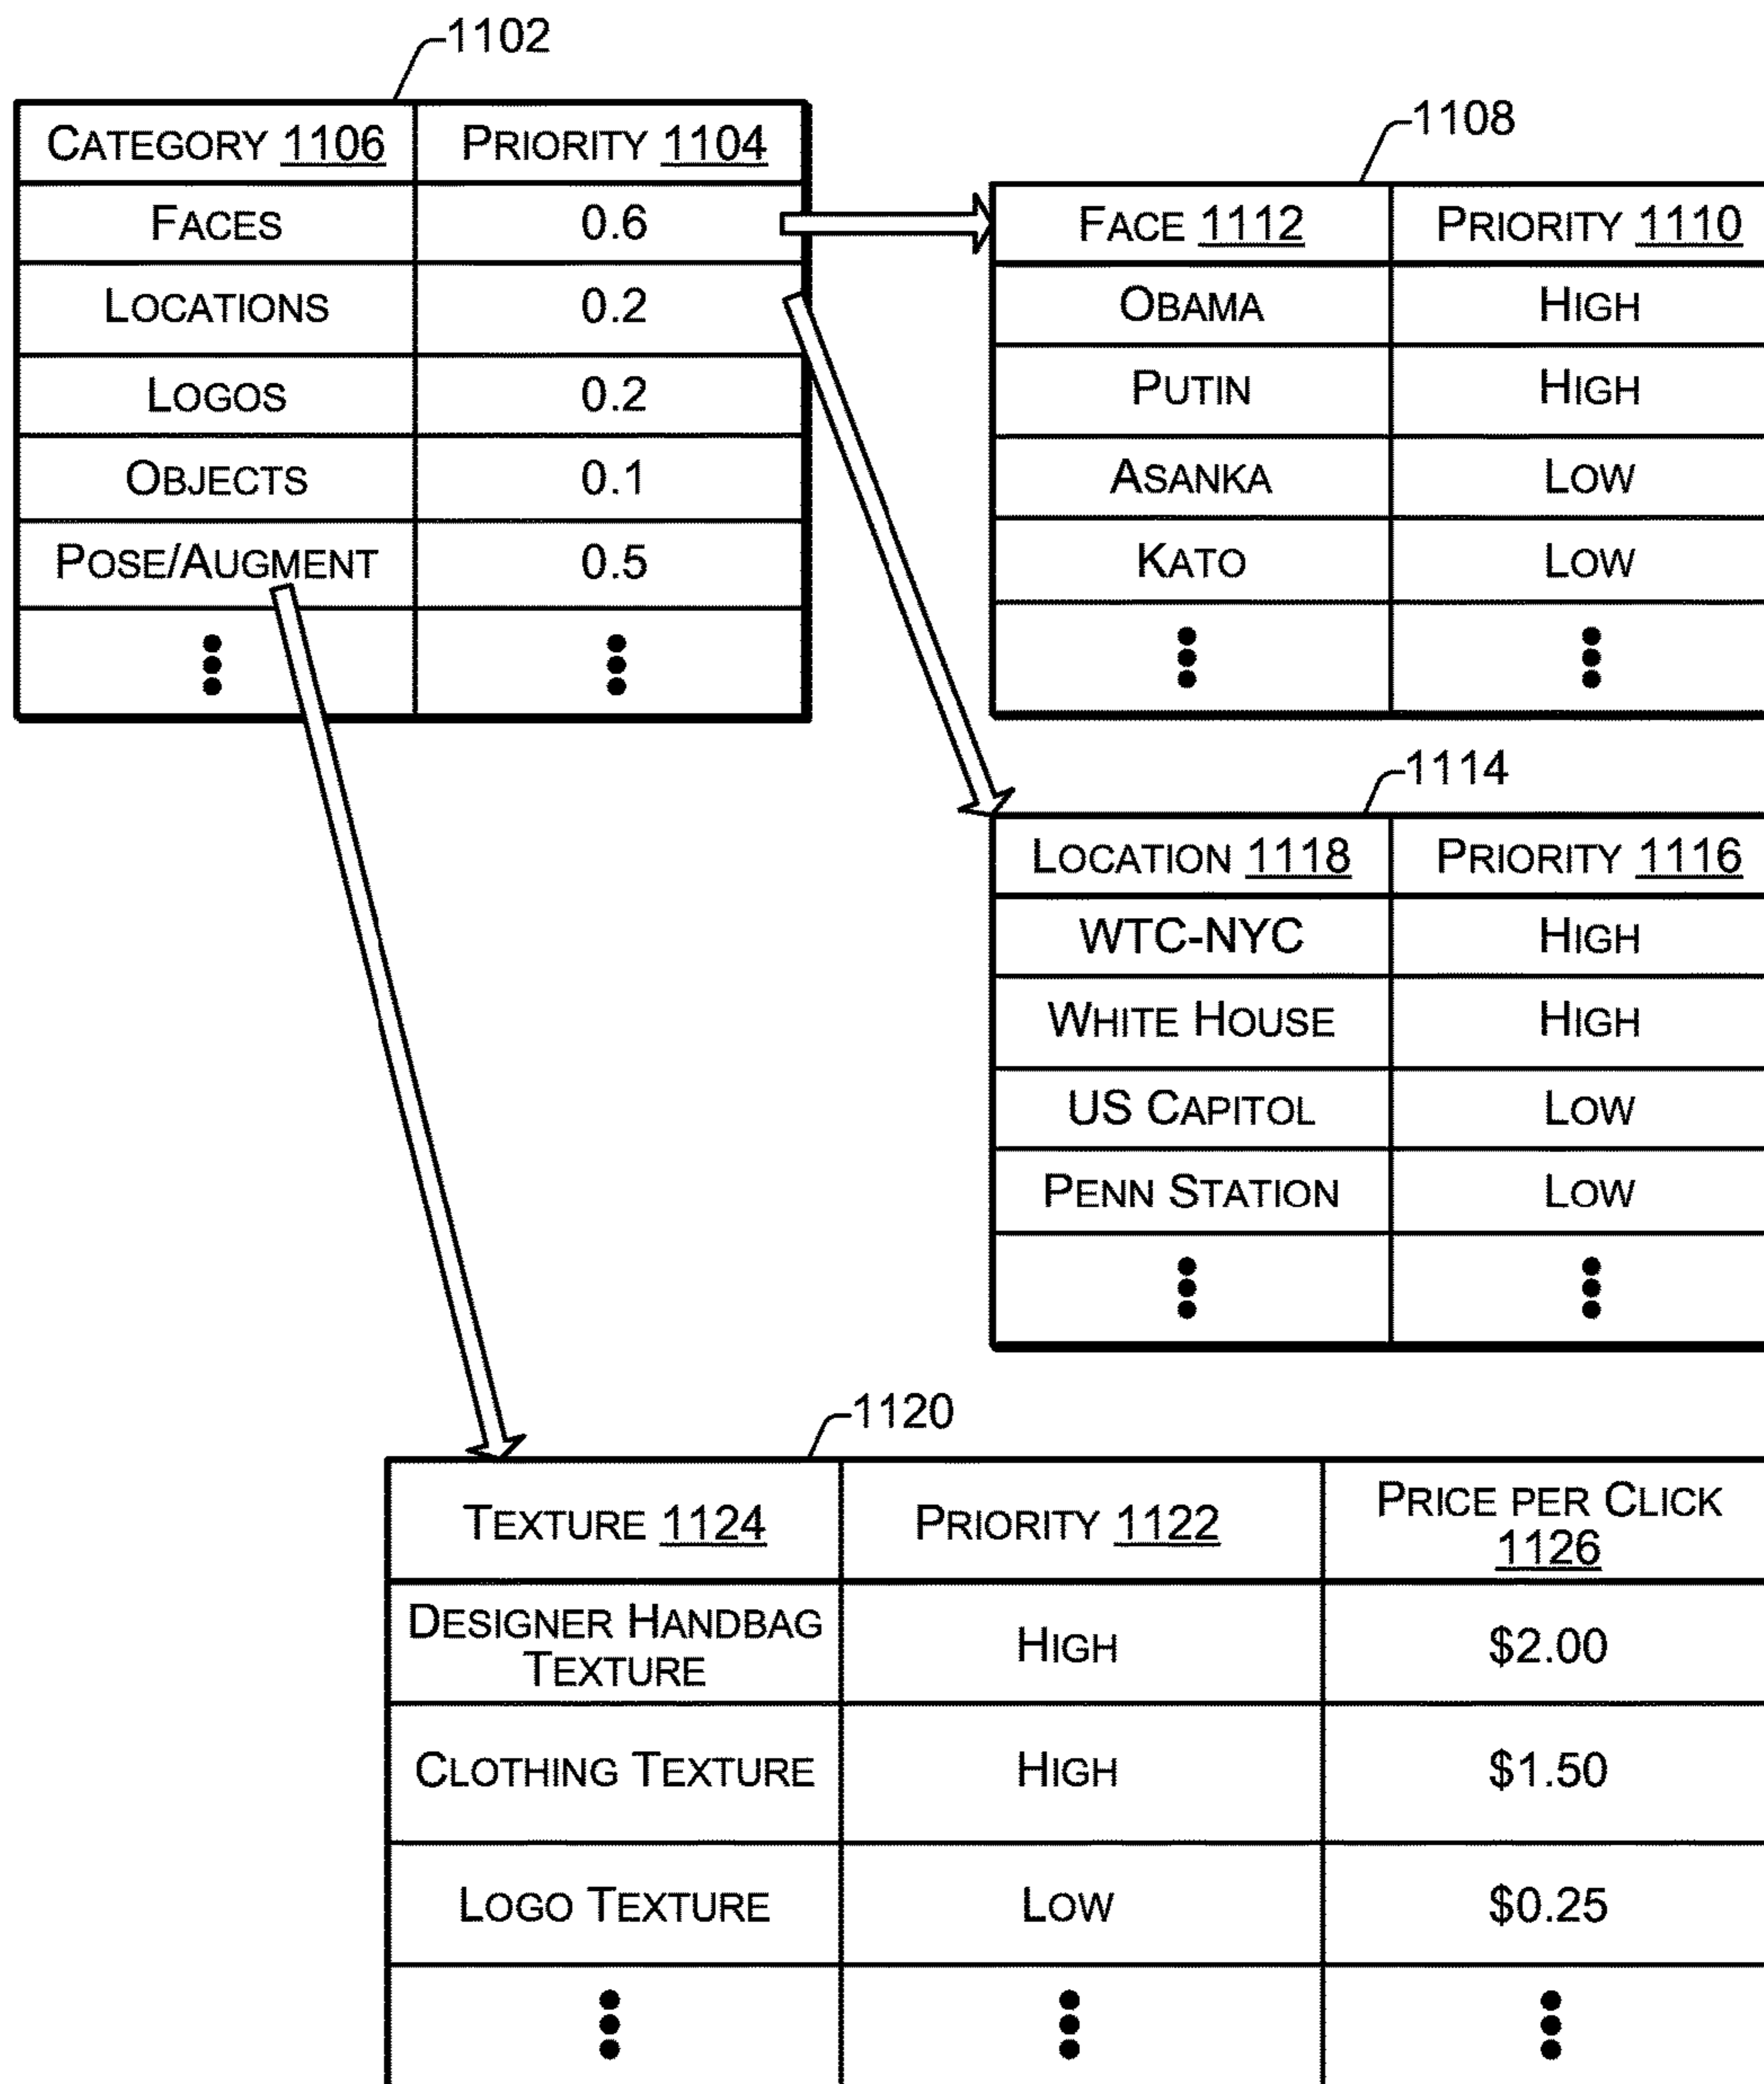 1102
CATEGORY 1106 PRIORITY 1104
FACES 0.6
LOCATIONS 0.2
LOGOS 0.2
OBJECTS 0.1
POSE/AUGMENT 0.5
1108
FACE 1112 PRIORITY 1110
OBAMA HIGH
PUTIN HIGH
ASANKA LOW
KATO LOW
1114
LOCATION 1118 PRIORITY 1116
WTC-NYC HIGH
WHITE HOUSE HIGH
US CAPITOL LOW
PENN STATION LOW
1120
TEXTURE 1124 PRIORITY 1122 PRICE PER CLICK
1126
DESIGNER HANDBAG
TEXTURE HIGH $2.00
CLOTHING TEXTURE HIGH $1.50
LOGO TEXTURE LOW $0.25